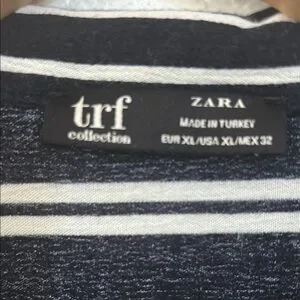 trf
collection
ZARA
MADE IN TURKEY
EUR XL/USA XL/MEX 32